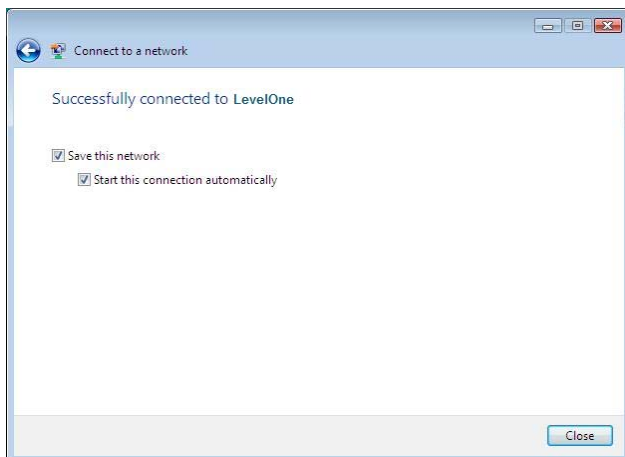 Connect to a network
Successfully connected to LevelOne
Save this network
Start this connection automatically
Close